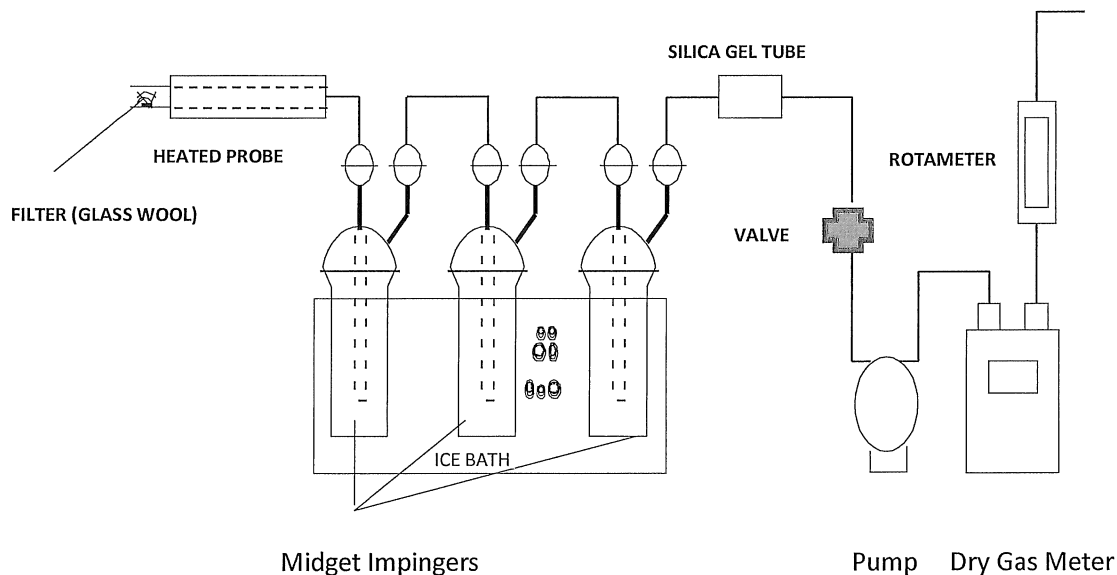 SILICA GEL TUBE
HEATED PROBE
ROTAMETER
FILTER (GLASS WOOL)
VALVE
ICE BATH
Midget Impingers
Pump
Dry Gas Meter